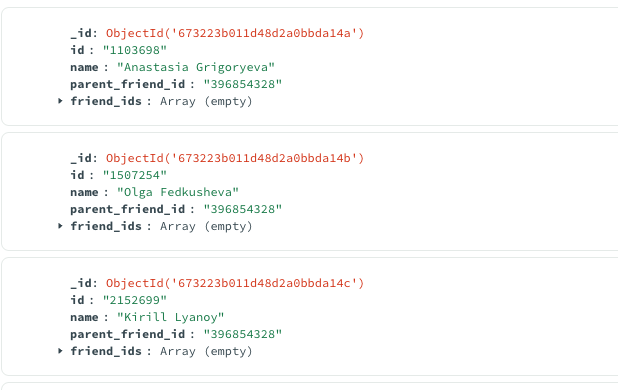 _id: ObjectId('673223b011d48d2a0bbda14a')
id : "1103698"
name : "Anastasia Grigoryeva"
parent_friend_id : "396854328"
friend_ids : Array (empty)
_id: ObjectId('673223b011d48d2a0bbda14b')
id : "1507254"
name : "Olga Fedkusheva"
parent_friend_id : "396854328"
friend_ids : Array (empty)
_id: ObjectId('673223b011d48d2a0bbda14c')
id : "2152699"
name : "Kirill Lyanoy"
parent_friend_id : "396854328"
friend_ids : Array (empty)